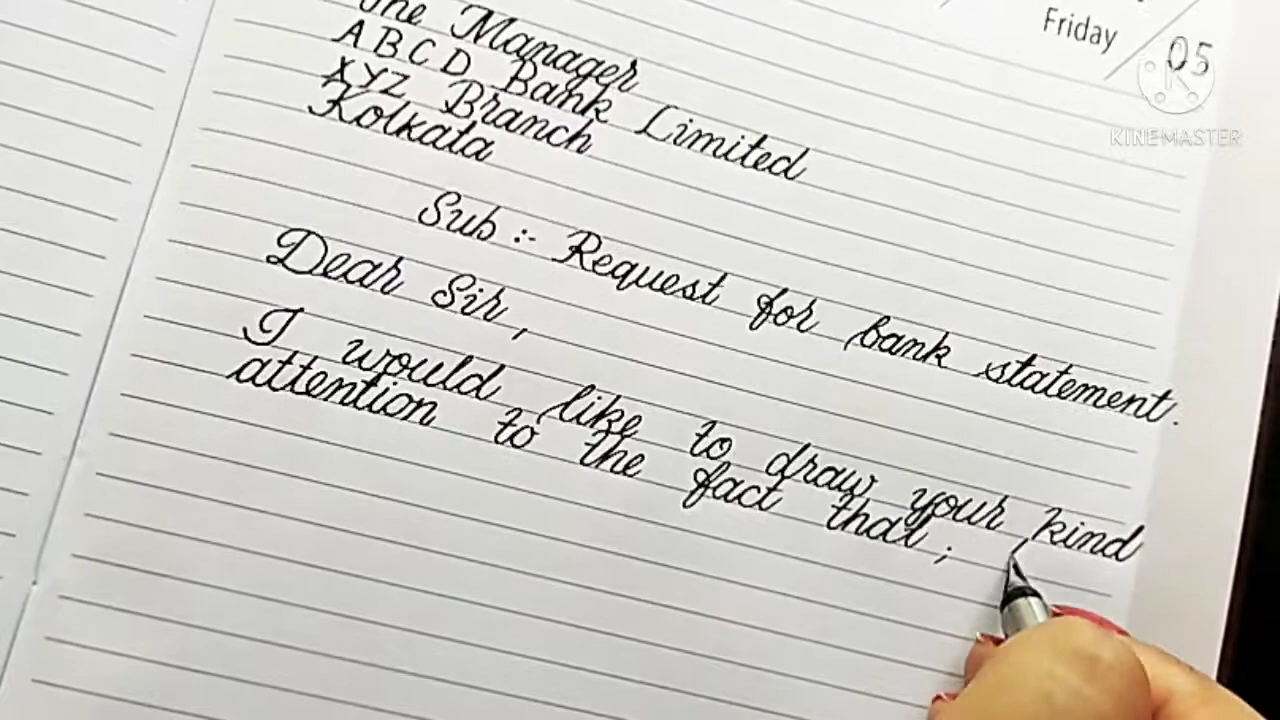 Friday 05
KINEMASTER
The Manager
ABCD Bank Limited
XYZ Branch
Kolkata
Sub :- Request for bank statement.
Dear Sir,
I would like to draw your kind
attention to the fact that;